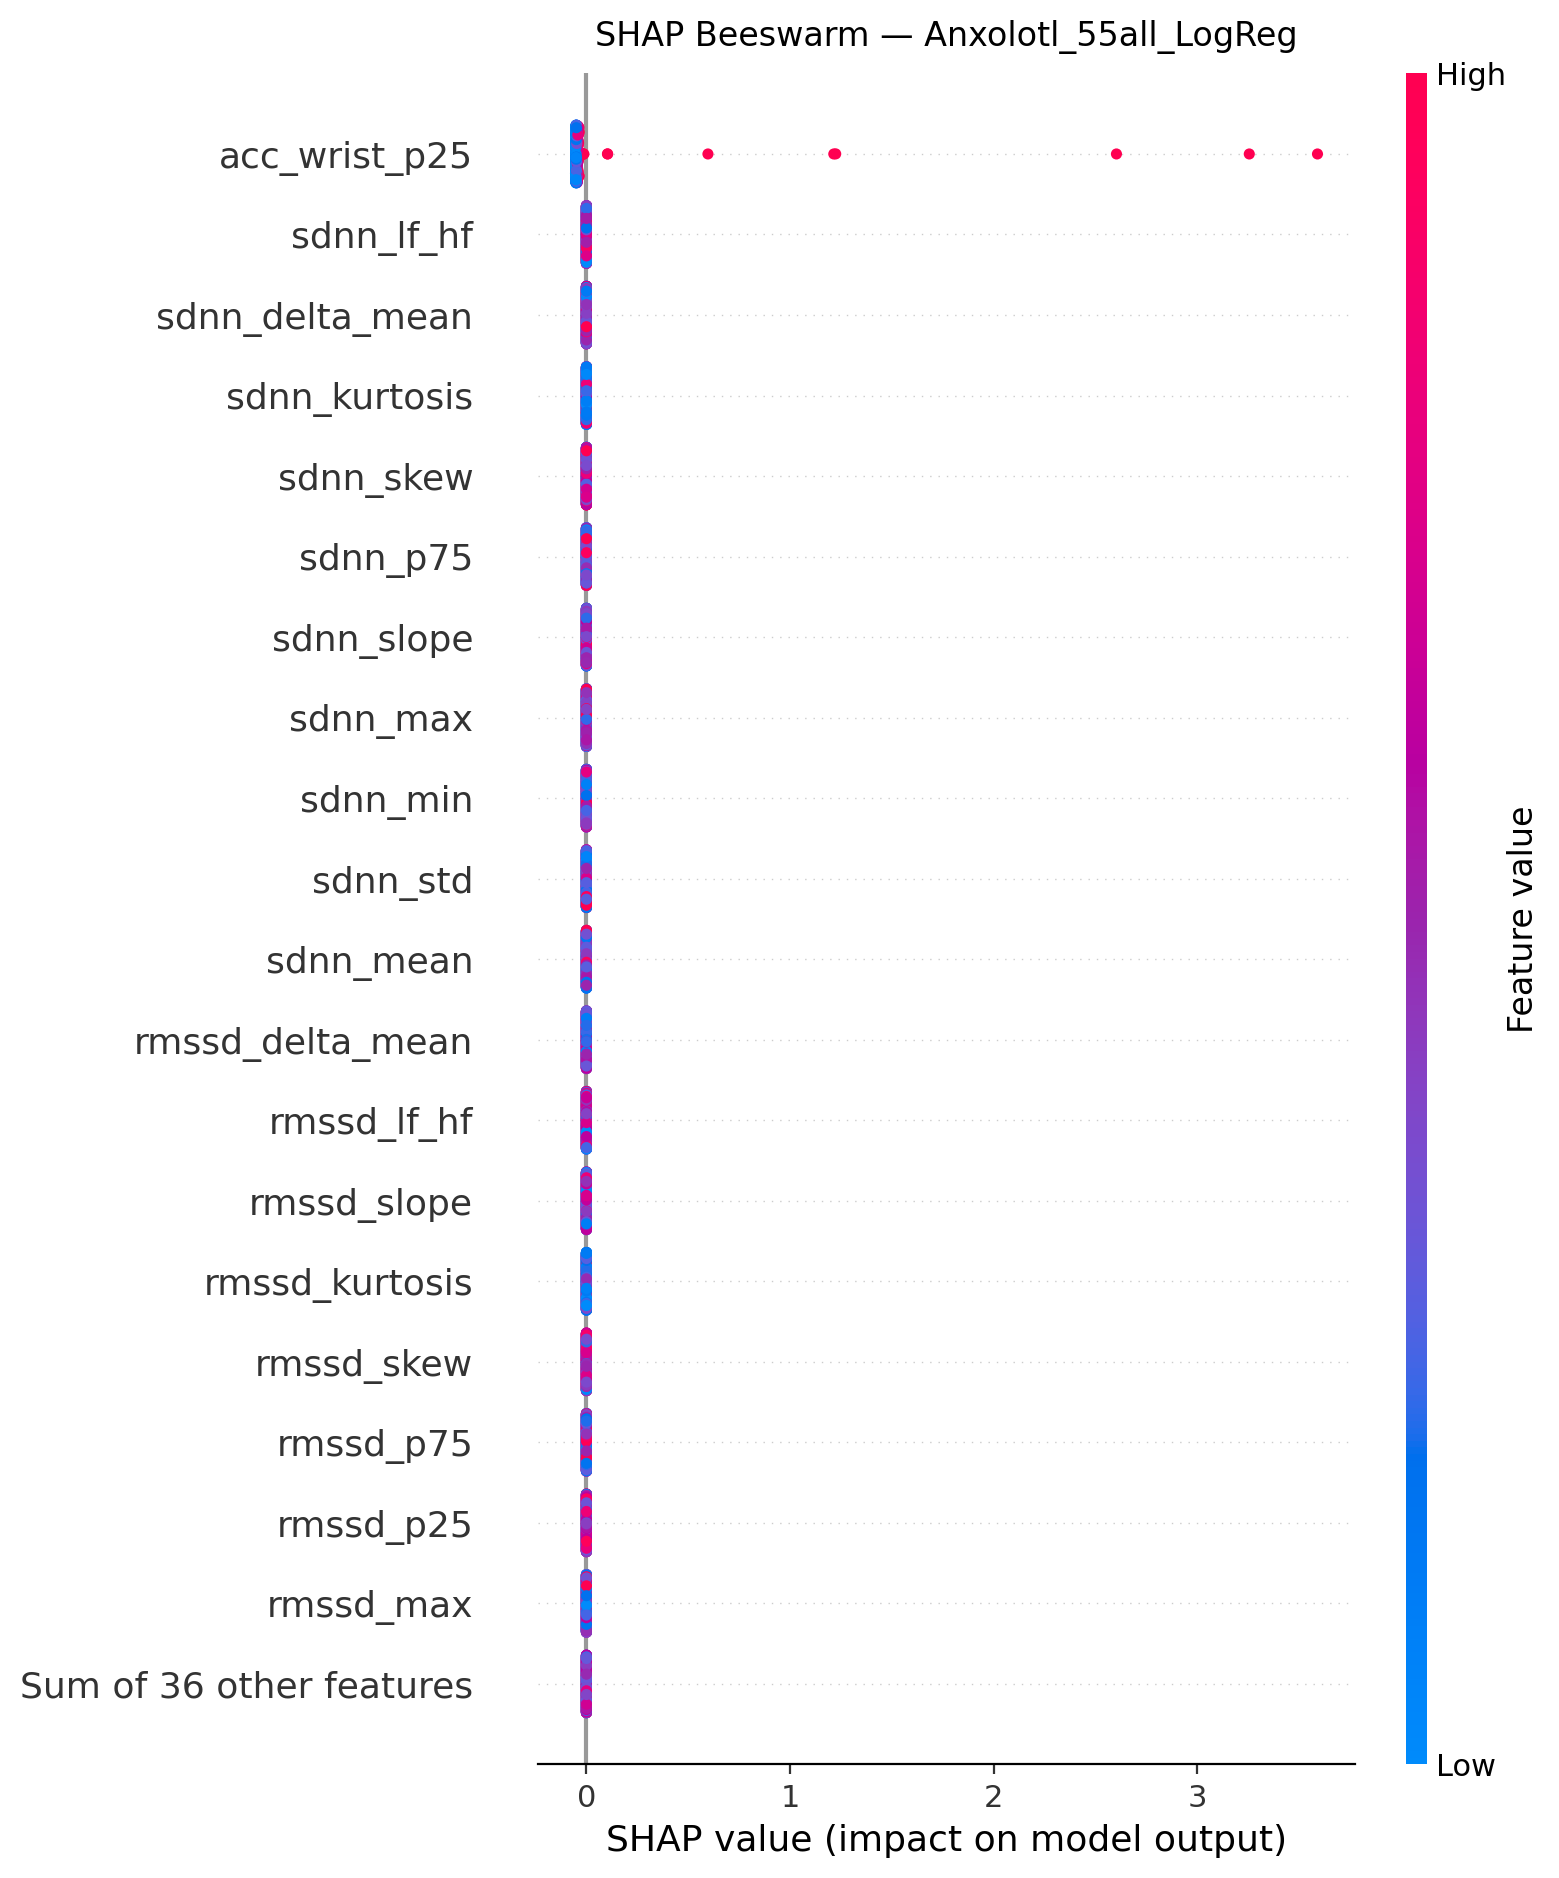 SHAP Beeswarm — Anxolotl_55all_LogReg
High
acc_wrist_p25
sdnn_lf_hf
sdnn_delta_mean
sdnn_kurtosis
sdnn_skew
sdnn_p75
sdnn_slope
sdnn_max
sdnn_min
sdnn_std
sdnn_mean
rmssd_delta_mean
rmssd_lf_hf
rmssd_slope
rmssd_kurtosis
rmssd_skew
rmssd_p75
rmssd_p25
rmssd_max
Sum of 36 other features
Feature value
Low
0 1 2 3
SHAP value (impact on model output)